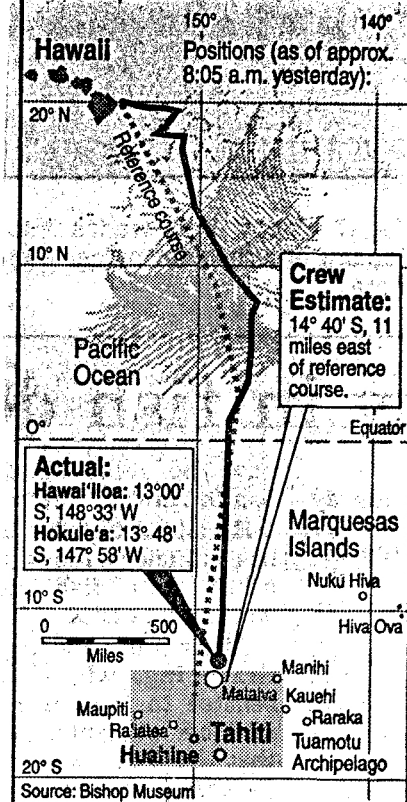 150°
140°
Hawaii
Positions (as of approx.
8:05 a.m. yesterday):
20° N
Reference course
10° N
Crew
Estimate:
14° 40' S, 11
miles east
of reference
course.
Pacific
Ocean
0°
Equator
Actual:
Hawai'iloa: 13°00'
S, 148°33' W
Hokule'a: 13° 48'
S, 147° 58' W
Marquesas
Islands
Nuku Hiva
10° S
Hiva Ova
0 500
Miles
Manihi
Mataiva
Maupiti
Kauehi
Raiatea
Raraka
Tahiti
Huahine
Tuamotu
Archipelago
20° S
Source: Bishop Museum